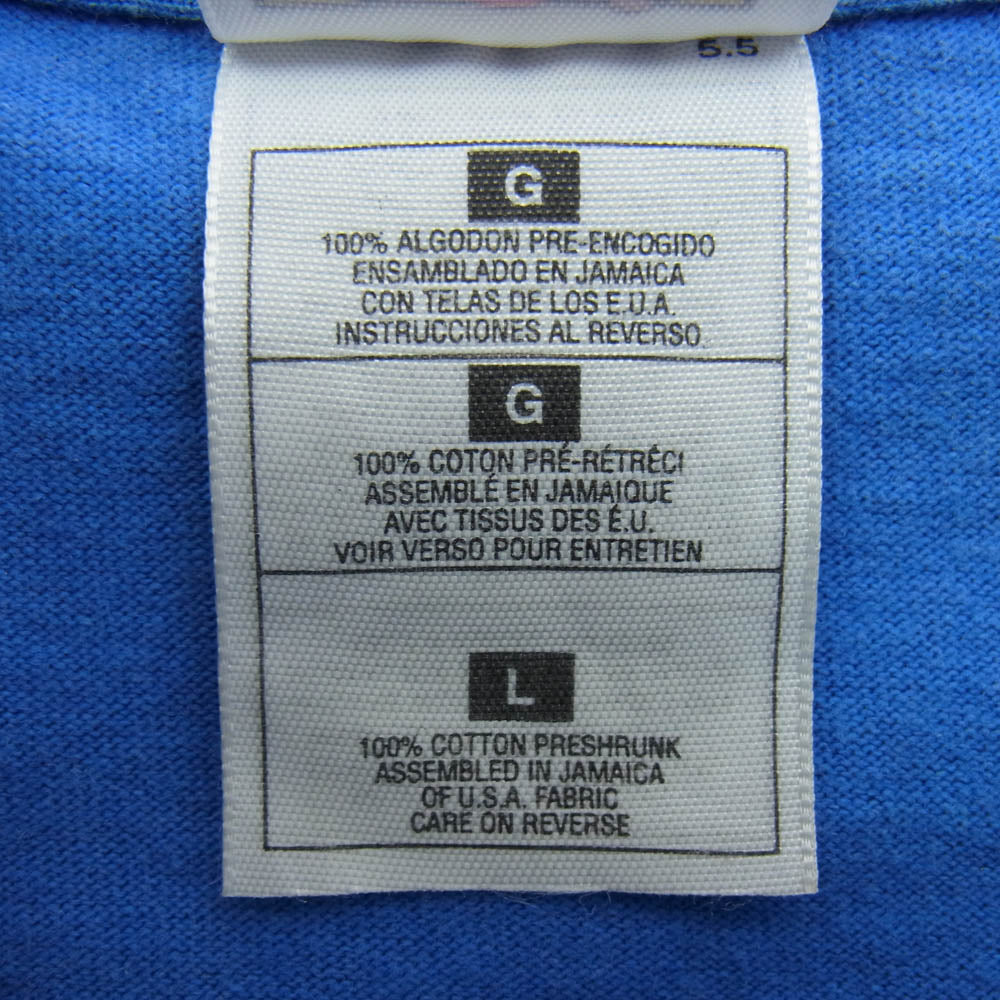 5.5
G
100% ALGODON PRE-ENCOGIDO
ENSAMBLADO EN JAMAICA
CON TELAS DE LOS E.U.A.
INSTRUCCIONES AL REVERSO
G
100% COTON PRÉ-RÉTRÉCI
ASSEMBLÉ EN JAMAIQUE
AVEC TISSUS DES É.U.
VOIR VERSO POUR ENTRETIEN
L
100% COTTON PRESHRUNK
ASSEMBLED IN JAMAICA
OF U.S.A. FABRIC
CARE ON REVERSE